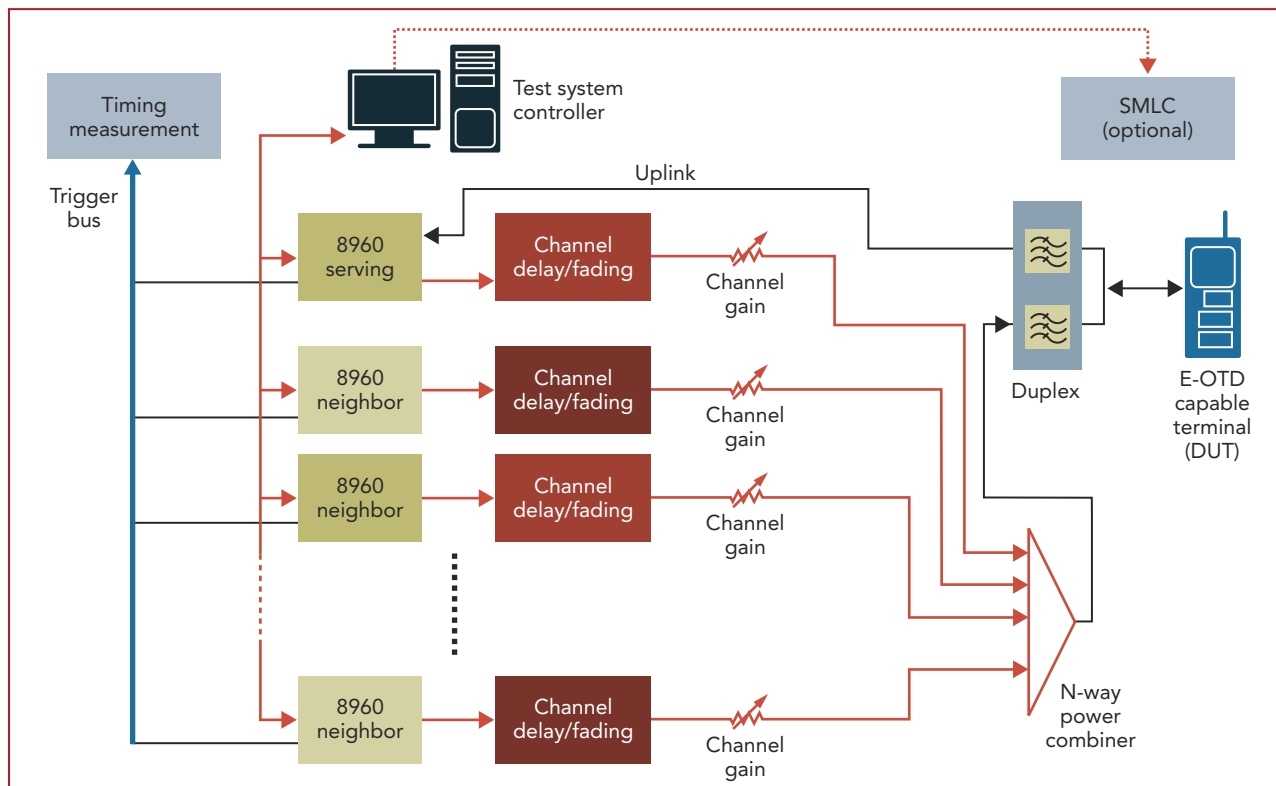 Timing
measurement
Test system
controller
SMLC
(optional)
Trigger
bus
Uplink
8960
serving
Channel
delay/fading
Channel
gain
8960
neighbor
Channel
delay/fading
Channel
gain
Duplex
E-OTD
capable
terminal
(DUT)
8960
neighbor
Channel
delay/fading
Channel
gain
8960
neighbor
Channel
delay/fading
Channel
gain
N-way
power
combiner